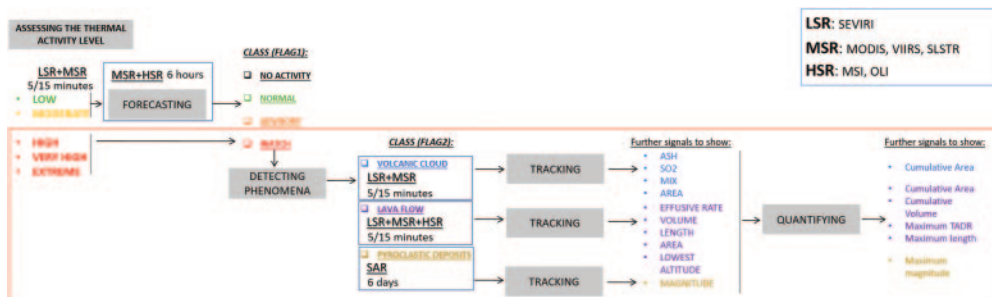 ASSESSING THE THERMAL
ACTIVITY LEVEL
LSR+MSR
5/15 minutes
LOW
MODERATE
HIGH
VERY HIGH
EXTREME
MSR+HSR 6 hours
FORECASTING
CLASS (FLAG1):
NO ACTIVITY
NORMAL
WATCH
DETECTING
PHENOMENA
CLASS (FLAG2):
VOLCANIC CLOUD
LSR+MSR
5/15 minutes
LAVA FLOW
LSR+MSR+HSR
5/15 minutes
PYROCLASTIC DEPOSITS
SAR
6 days
TRACKING
TRACKING
TRACKING
Further signals to show:
ASH
SO2
MIX
AREA
EFFUSIVE RATE
VOLUME
LENGTH
AREA
LOWEST
ALTITUDE
MAGNITUDE
QUANTIFYING
Further signals to show:
Cumulative Area
Cumulative Area
Cumulative
Volume
Maximum TADR
Maximum length
Maximum
magnitude
LSR: SEVIRI
MSR: MODIS, VIIRS, SLSTR
HSR: MSI, OLI